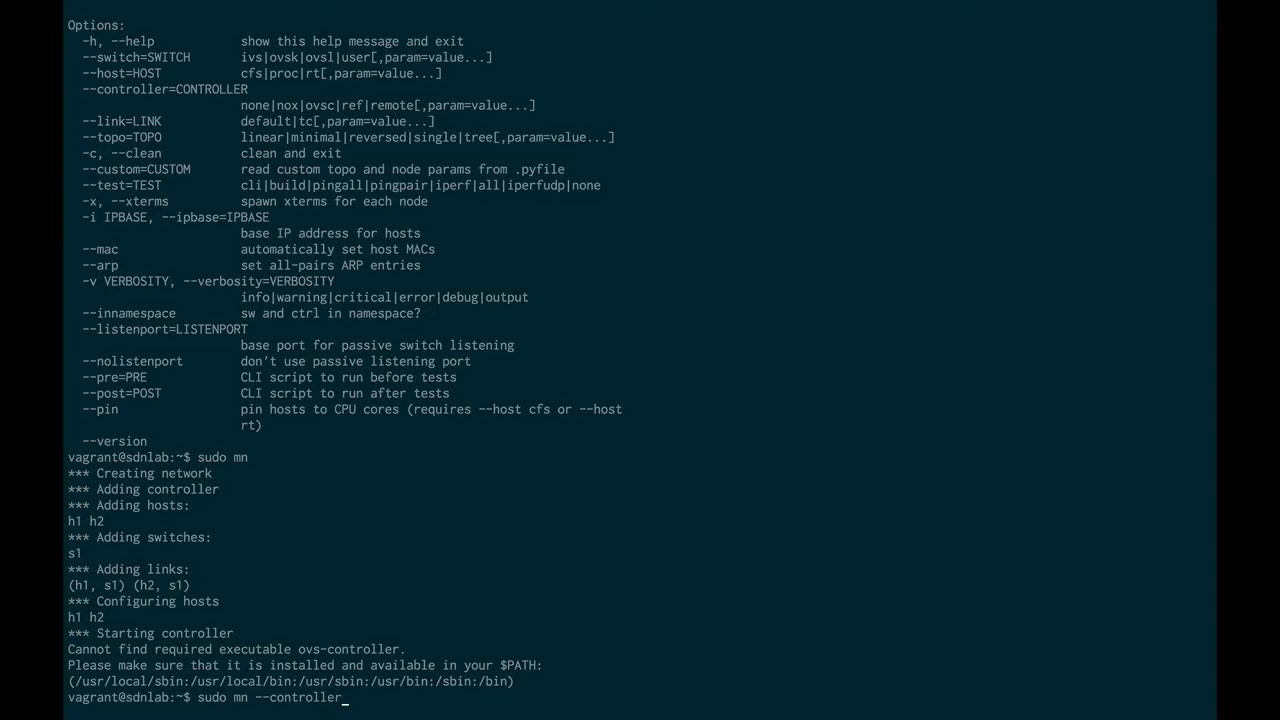 Options:
  -h, --help            show this help message and exit
  --switch=SWITCH       ivs|ovsk|ovsl|user[,param=value...]
  --host=HOST           cfs|proc|rt[,param=value...]
  --controller=CONTROLLER
                        none|nox|ovsc|ref|remote[,param=value...]
  --link=LINK           default|tc[,param=value...]
  --topo=TOPO           linear|minimal|reversed|single|tree[,param=value...]
  -c, --clean           clean and exit
  --custom=CUSTOM       read custom topo and node params from .pyfile
  --test=TEST           cli|build|pingall|pingpair|iperf|all|iperfudp|none
  -x, --xterms          spawn xterms for each node
  -i IPBASE, --ipbase=IPBASE
                        base IP address for hosts
  --mac                 automatically set host MACs
  --arp                 set all-pairs ARP entries
  -v VERBOSITY, --verbosity=VERBOSITY
                        info|warning|critical|error|debug|output
  --innamespace         sw and ctrl in namespace?
  --listenport=LISTENPORT
                        base port for passive switch listening
  --nolistenport        don't use passive listening port
  --pre=PRE             CLI script to run before tests
  --post=POST           CLI script to run after tests
  --pin                 pin hosts to CPU cores (requires --host cfs or --host
                        rt)
  --version
vagrant@sdnlab:~$ sudo mn
*** Creating network
*** Adding controller
*** Adding hosts:
h1 h2
*** Adding switches:
s1
*** Adding links:
(h1, s1) (h2, s1)
*** Configuring hosts
h1 h2
*** Starting controller
Cannot find required executable ovs-controller.
Please make sure that it is installed and available in your $PATH:
(/usr/local/sbin:/usr/local/bin:/usr/sbin:/usr/bin:/sbin:/bin)
vagrant@sdnlab:~$ sudo mn --controller_